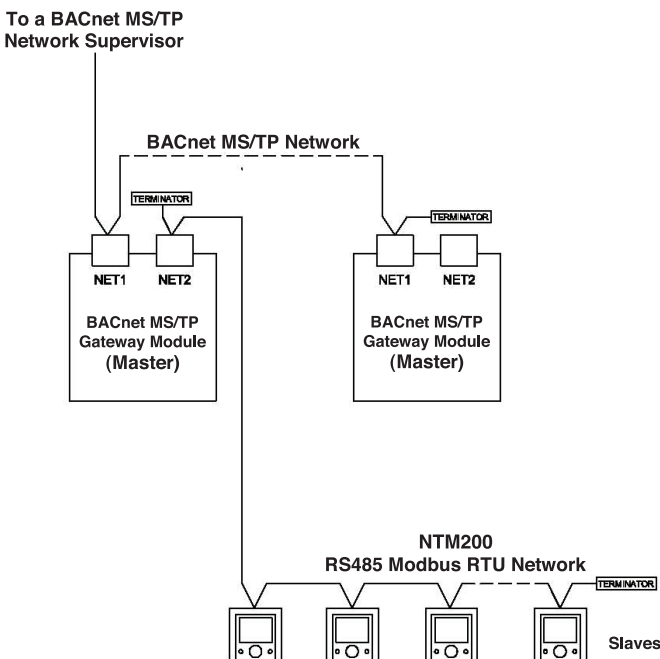 To a BACnet MS/TP
Network Supervisor
BACnet MS/TP Network
TERMINATOR
TERMINATOR
NET1 NET2
NET1 NET2
BACnet MS/TP
Gateway Module
(Master)
BACnet MS/TP
Gateway Module
(Master)
NTM200
RS485 Modbus RTU Network
TERMINATOR
Slaves